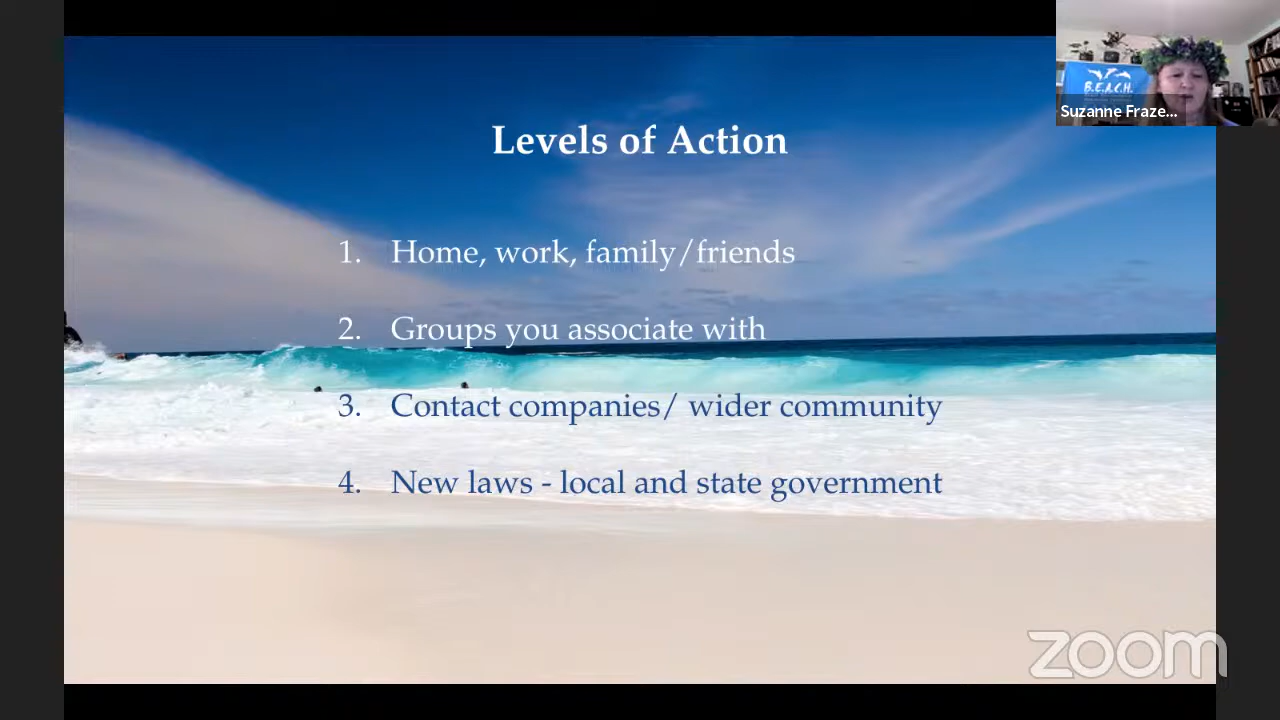 Levels of Action
1. Home, work, family/friends
2. Groups you associate with
3. Contact companies/ wider community
4. New laws - local and state government
B.E.A.C.H.
Suzanne Fraze...
zoom